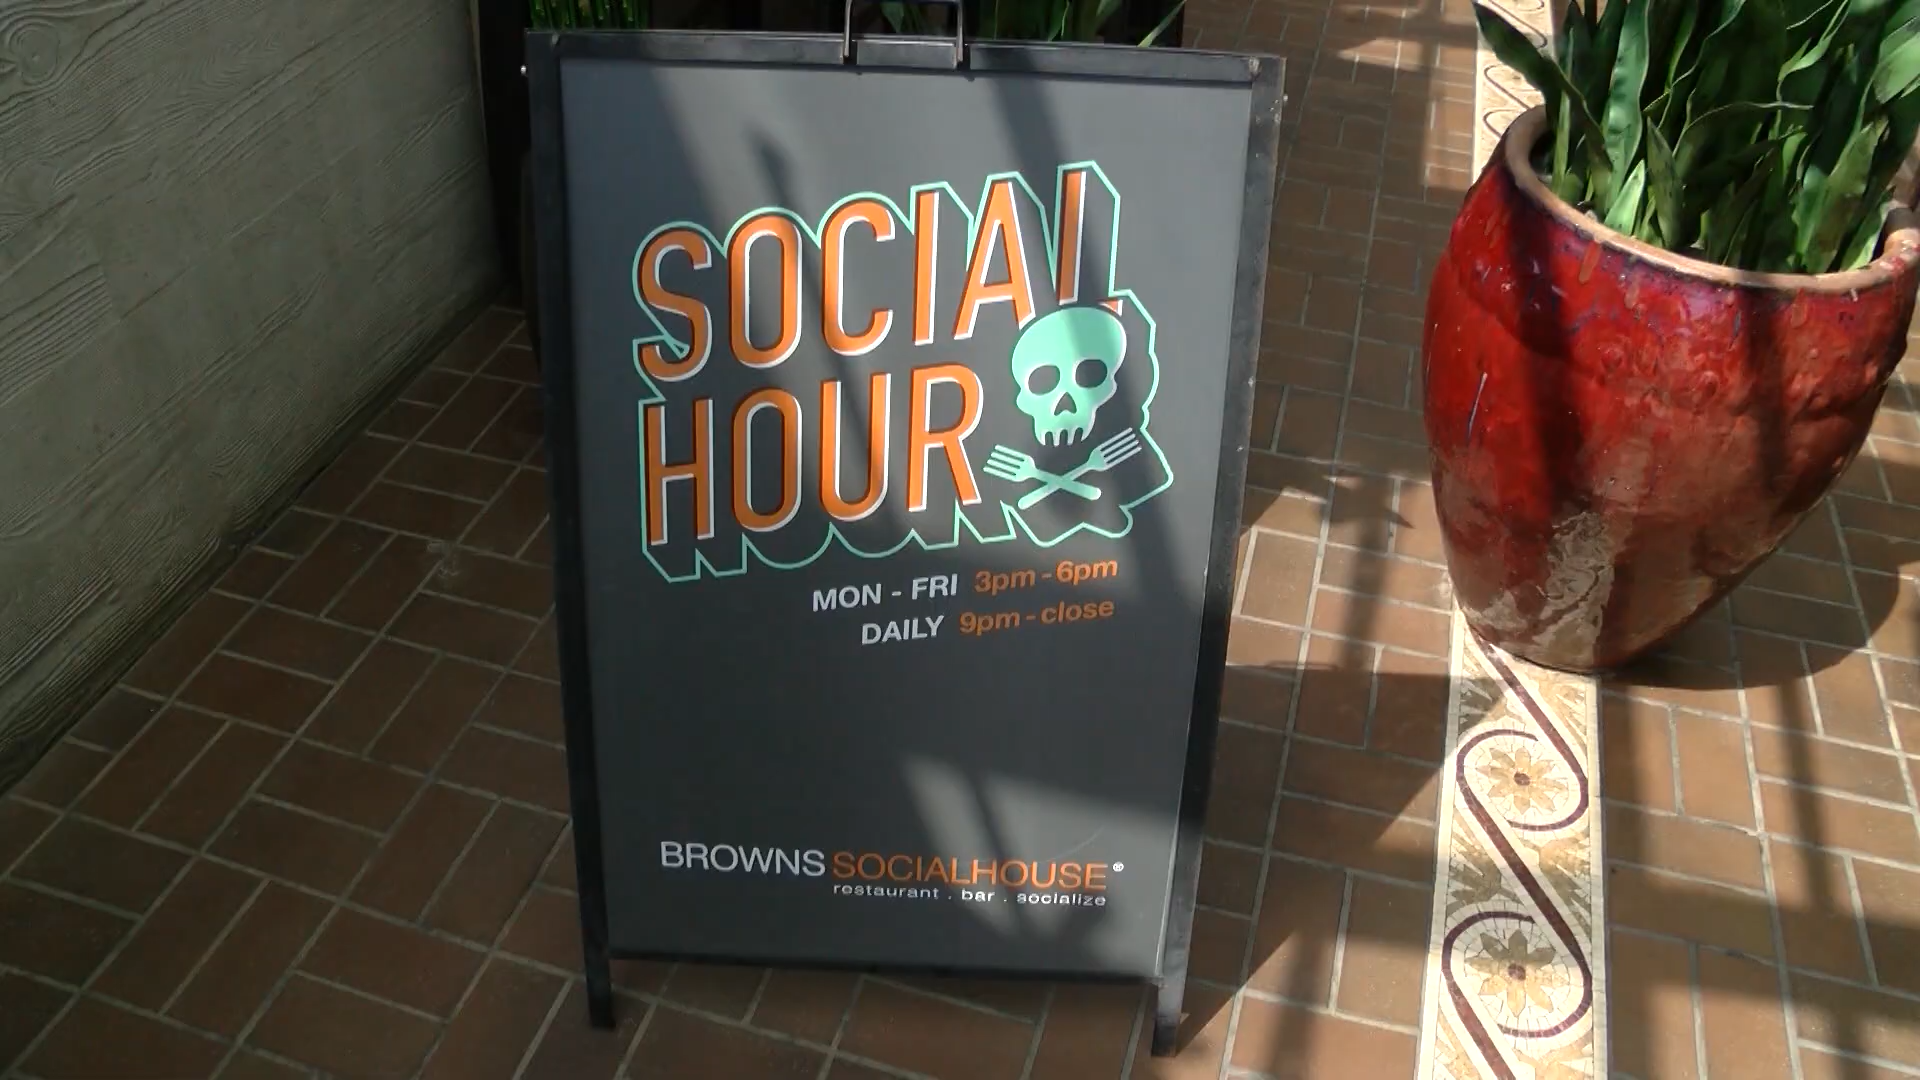 SOCIAL
HOUR
MON - FRI 3pm - 6pm
DAILY 9pm - close
BROWNS SOCIALHOUSE®
restaurant . bar . socialize